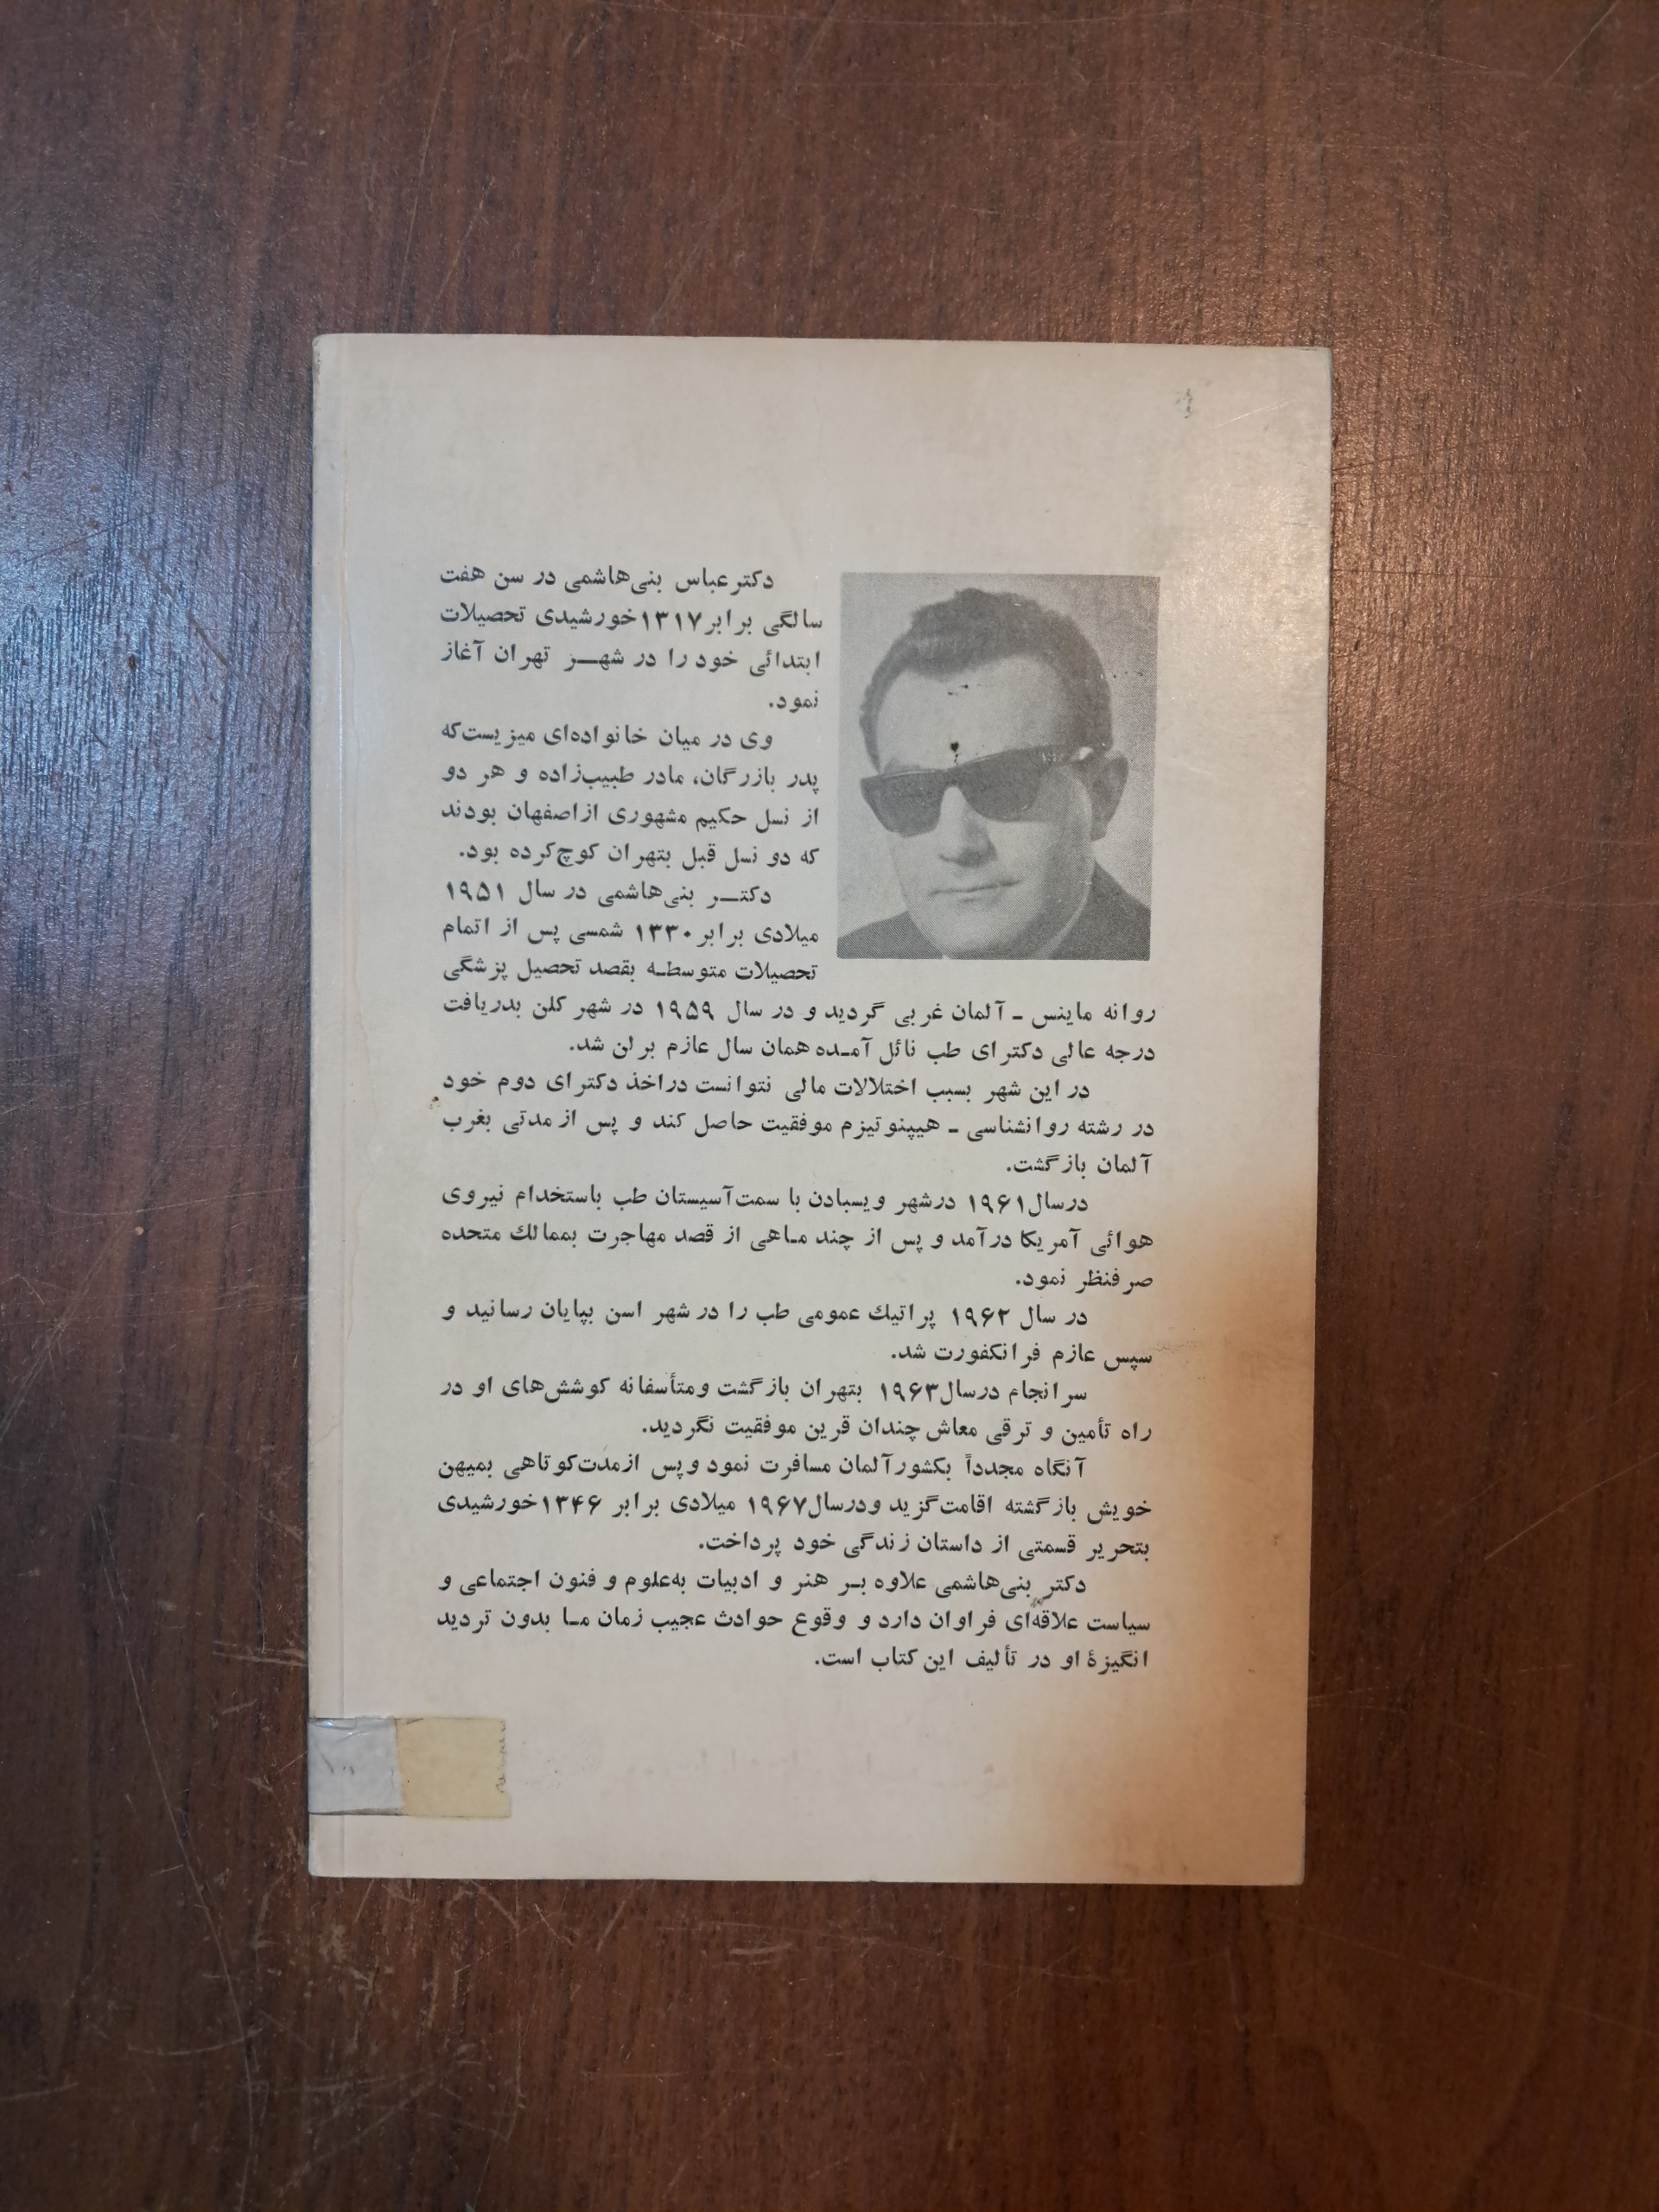 دکتر عباس بنی‌هاشمی در سن هفت
سالگی برابر ۱۳۱۷ خورشیدی تحصیلات
ابتدائی خود را در شهر تهران آغاز
نمود.
وی در میان خانواده‌ای میزیست‌که
پدر بازرگان، مادر طبیب‌زاده و هر دو
از نسل حکیم مشهوری از اصفهان بودند
که دو نسل قبل بتهران کوچ‌کرده بود.
دکتر بنی‌هاشمی در سال ۱۹۵۱
میلادی برابر ۱۳۳۰ شمسی پس از اتمام
تحصیلات متوسطه بقصد تحصیل پزشگی
روانه ماینس ـ آلمان غربی گردید و در سال ۱۹۵۹ در شهر کلن بدریافت
درجه عالی دکترای طب نائل آمده همان سال عازم برلن شد.
در این شهر بسبب اختلالات مالی نتوانست دراخذ دکترای دوم خود
در رشته روانشناسی ـ هیپنوتیزم موفقیت حاصل کند و پس از مدتی بغرب
آلمان بازگشت.
درسال ۱۹۶۱ درشهر ویسبادن با سمت‌آسیستان طب باستخدام نیروی
هوائی آمریکا درآمد و پس از چند ماهی از قصد مهاجرت بممالك متحده
صرفنظر نمود.
در سال ۱۹۶۲ پراتیك عمومی طب را در شهر اسن بپایان رسانید و
سپس عازم فرانکفورت شد.
سرانجام درسال ۱۹۶۳ بتهران بازگشت ومتأسفانه کوشش‌های او در
راه تأمین و ترقی معاش چندان قرین موفقیت نگردید.
آنگاه مجدداً بکشورآلمان مسافرت نمود وپس ازمدت‌کوتاهی بمیهن
خویش بازگشته اقامت‌گزید ودرسال ۱۹۶۷ میلادی برابر ۱۳۴۶ خورشیدی
بتحریر قسمتی از داستان زندگی خود پرداخت.
دکتر بنی‌هاشمی علاوه بر هنر و ادبیات به‌علوم و فنون اجتماعی و
سیاست علاقه‌ای فراوان دارد و وقوع حوادث عجیب زمان ما بدون تردید
انگیزهٔ او در تألیف این کتاب است.